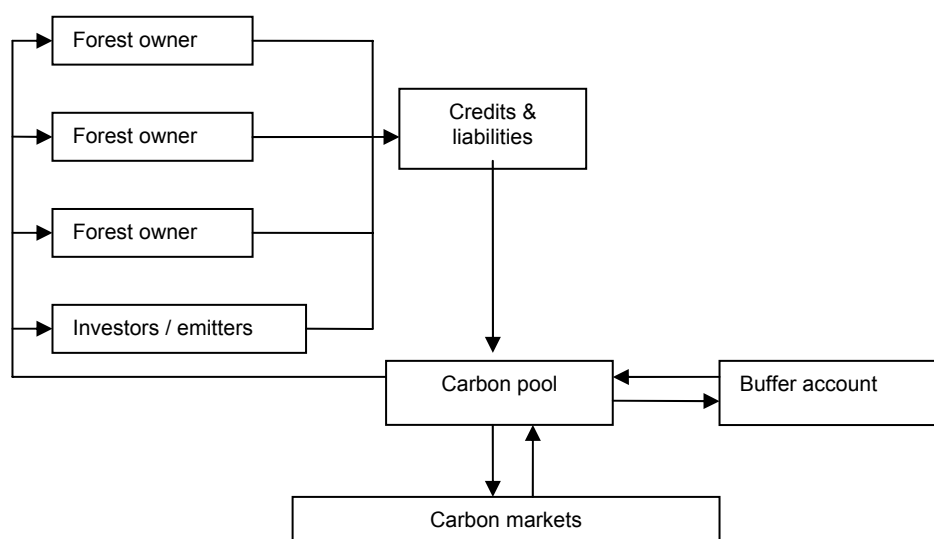 Forest owner
Credits &
liabilities
Forest owner
Forest owner
Investors / emitters
Carbon pool
Buffer account
Carbon markets